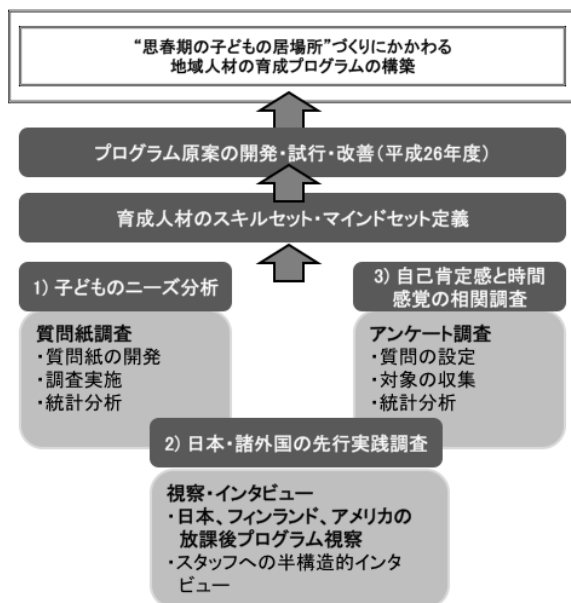 “思春期の子どもの居場所”づくりにかかわる
地域人材の育成プログラムの構築
プログラム原案の開発・試行・改善(平成26年度)
育成人材のスキルセット・マインドセット定義
1) 子どものニーズ分析
質問紙調査
・質問紙の開発
・調査実施
・統計分析
3) 自己肯定感と時間
感覚の相関調査
アンケート調査
・質問の設定
・対象の収集
・統計分析
2) 日本・諸外国の先行実践調査
視察・インタビュー
・日本、フィンランド、アメリカの
放課後プログラム視察
・スタッフへの半構造的インタ
ビュー